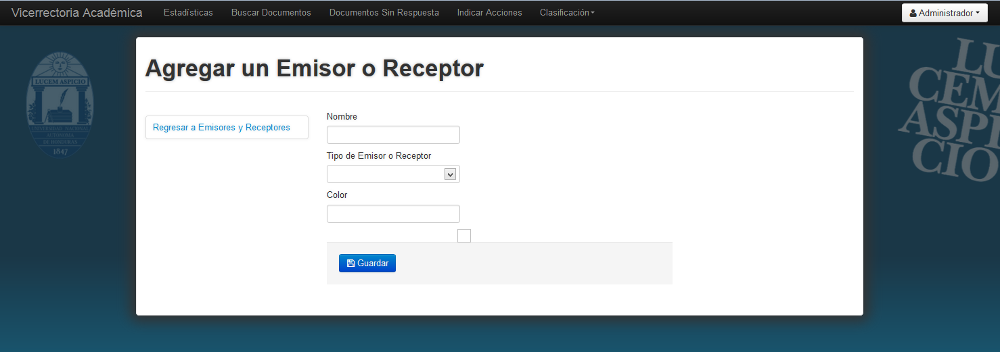 Vicerrectoria Académica Estadísticas Buscar Documentos Documentos Sin Respuesta Indicar Acciones Clasificación Administrador
LUCEM ASPICIO
UNIVERSIDAD NACIONAL
AUTONOMA
DE HONDURAS
1847
LU
CEM
ASPI
CIO
Agregar un Emisor o Receptor
Regresar a Emisores y Receptores
Nombre
Tipo de Emisor o Receptor
Color
Guardar